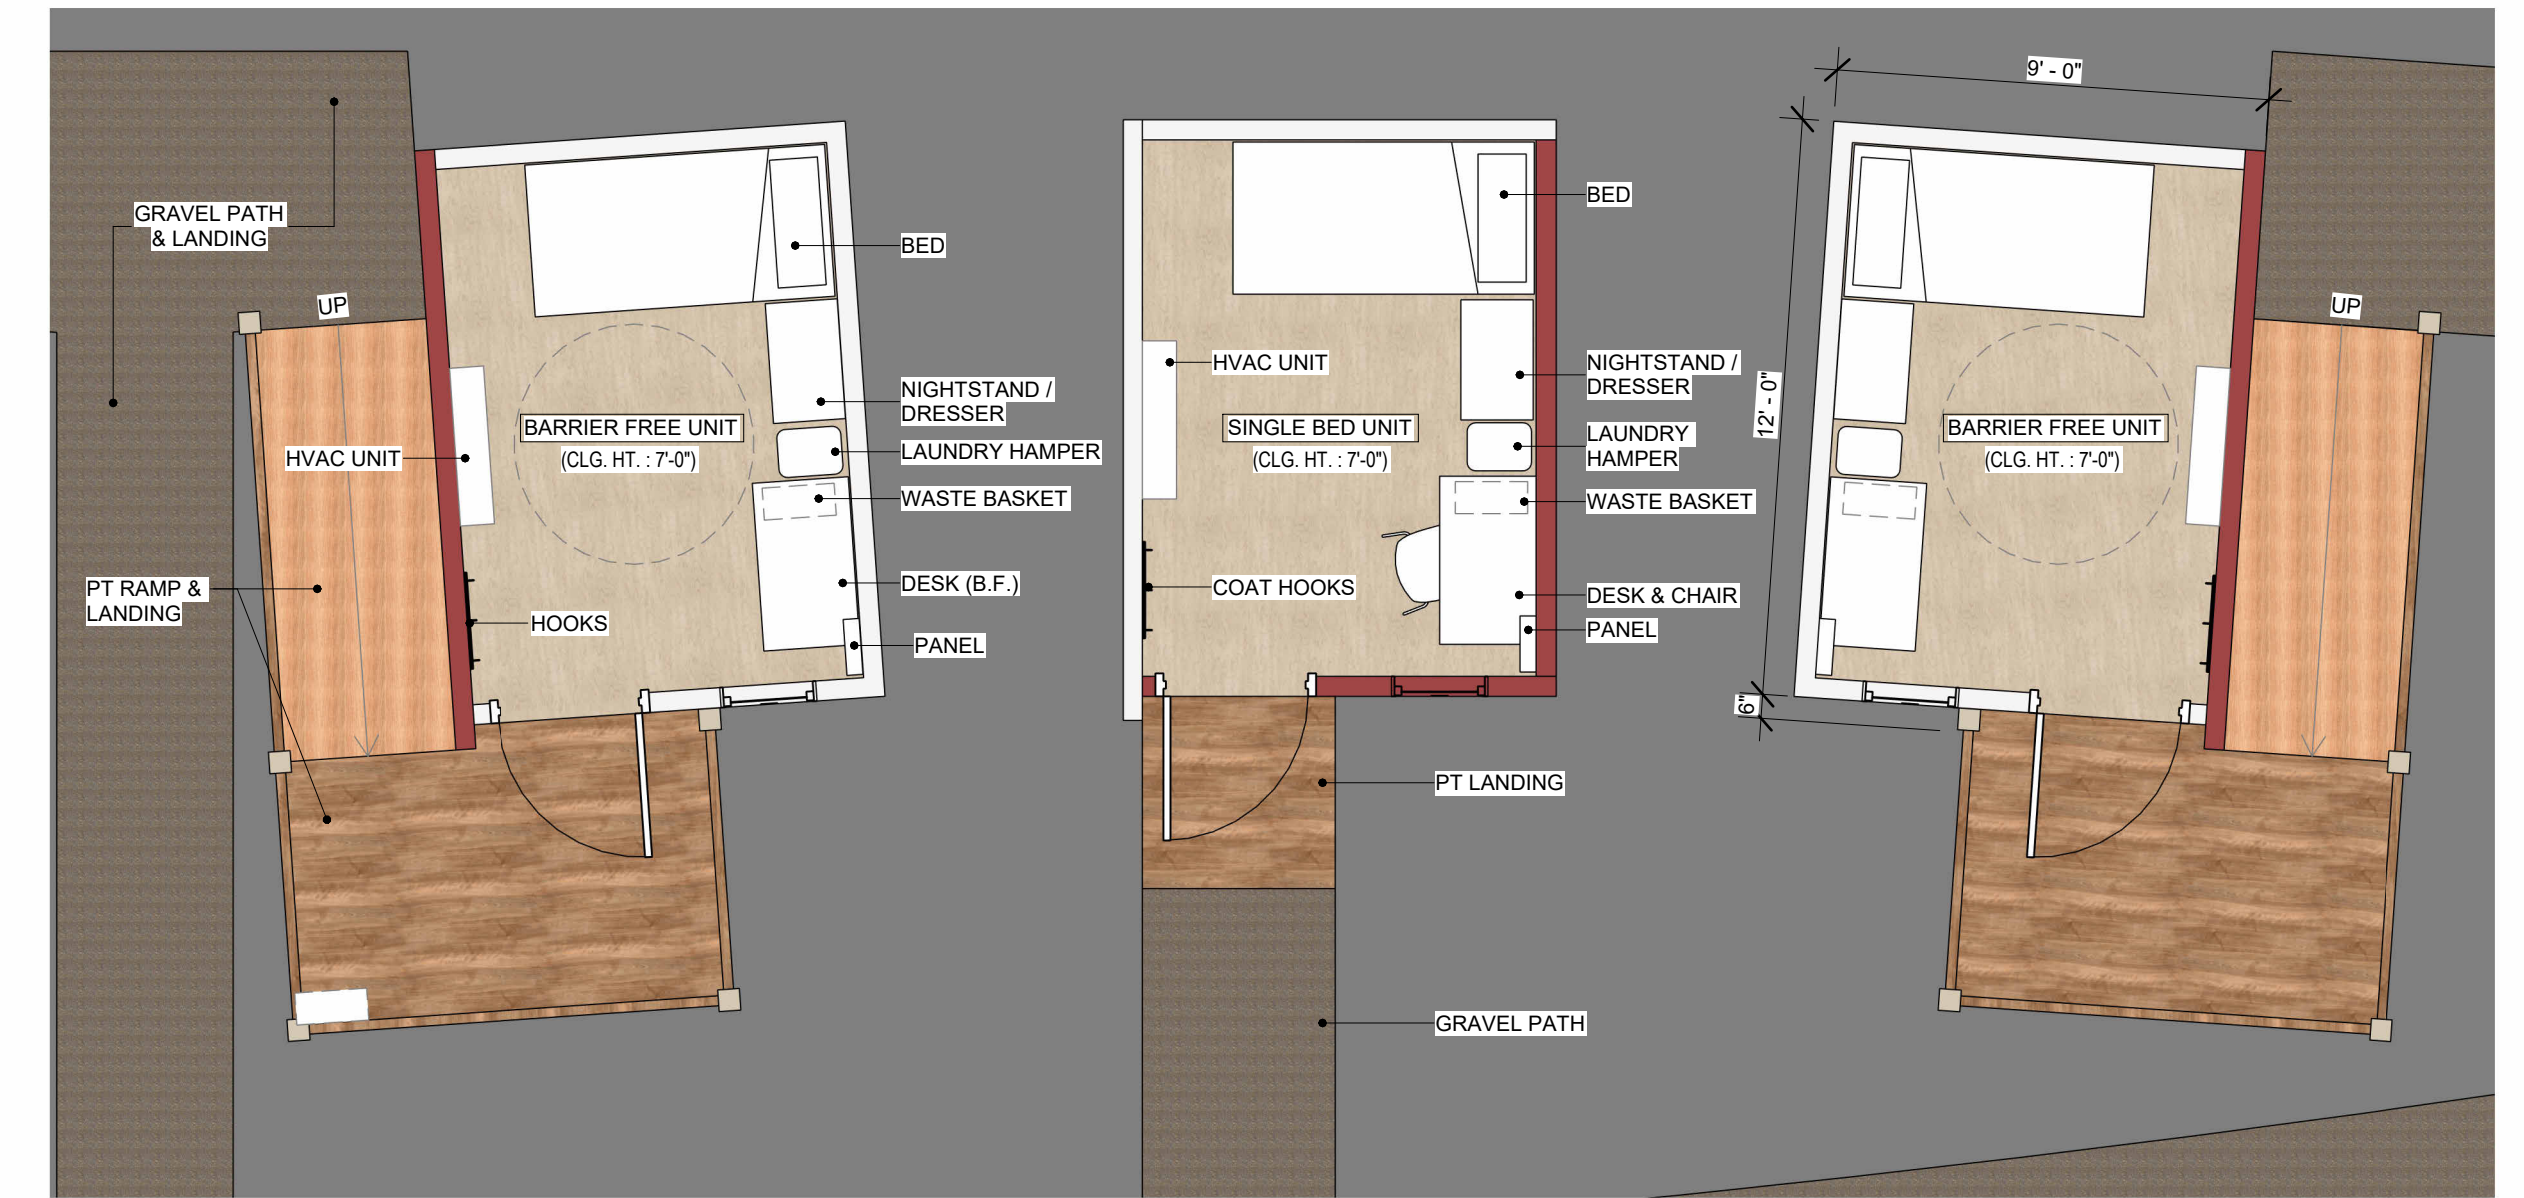 GRAVEL PATH
& LANDING
UP
HVAC UNIT
PT RAMP &
LANDING
BARRIER FREE UNIT
(CLG. HT. : 7'-0")
HOOKS
BED
NIGHTSTAND /
DRESSER
LAUNDRY HAMPER
WASTE BASKET
DESK (B.F.)
PANEL
HVAC UNIT
SINGLE BED UNIT
(CLG. HT. : 7'-0")
COAT HOOKS
BED
NIGHTSTAND /
DRESSER
LAUNDRY
HAMPER
WASTE BASKET
DESK & CHAIR
PANEL
PT LANDING
GRAVEL PATH
9' - 0"
12' - 0"
6"
BARRIER FREE UNIT
(CLG. HT. : 7'-0")
UP